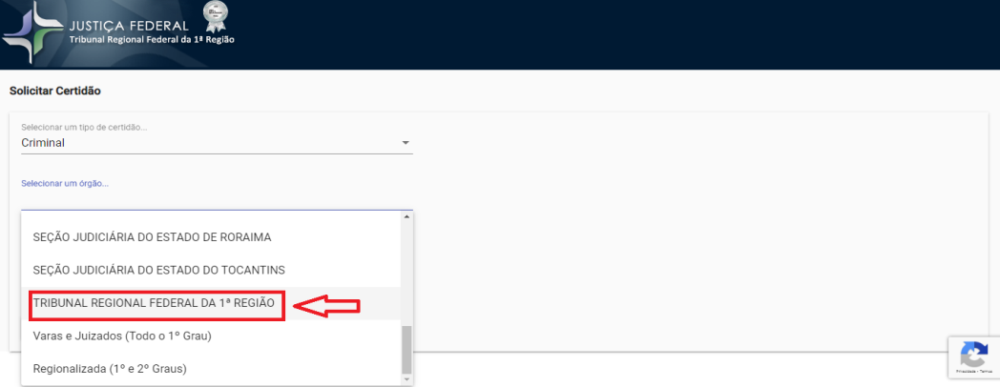 JUSTIÇA FEDERAL
Tribunal Regional Federal da 1ª Região
Solicitar Certidão
Selecionar um tipo de certidão...
Criminal
Selecionar um órgão...
SEÇÃO JUDICIÁRIA DO ESTADO DE RORAIMA
SEÇÃO JUDICIÁRIA DO ESTADO DO TOCANTINS
TRIBUNAL REGIONAL FEDERAL DA 1ª REGIÃO
Varas e Juizados (Todo o 1º Grau)
Regionalizada (1º e 2º Graus)
Privacidade - Termos